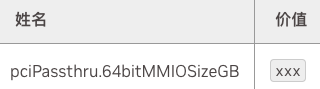 姓名 价值
pciPassthru.64bitMMIOSizeGB xxx